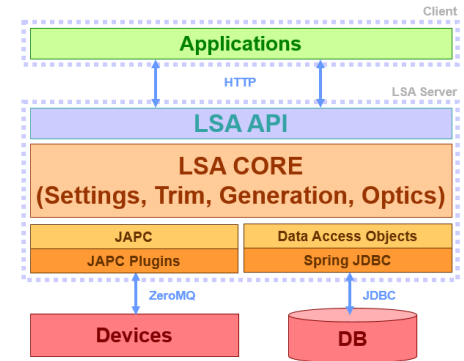 Client
Applications
HTTP
LSA Server
LSA API
LSA CORE
(Settings, Trim, Generation, Optics)
JAPC
Data Access Objects
JAPC Plugins
Spring JDBC
ZeroMQ
JDBC
Devices
DB